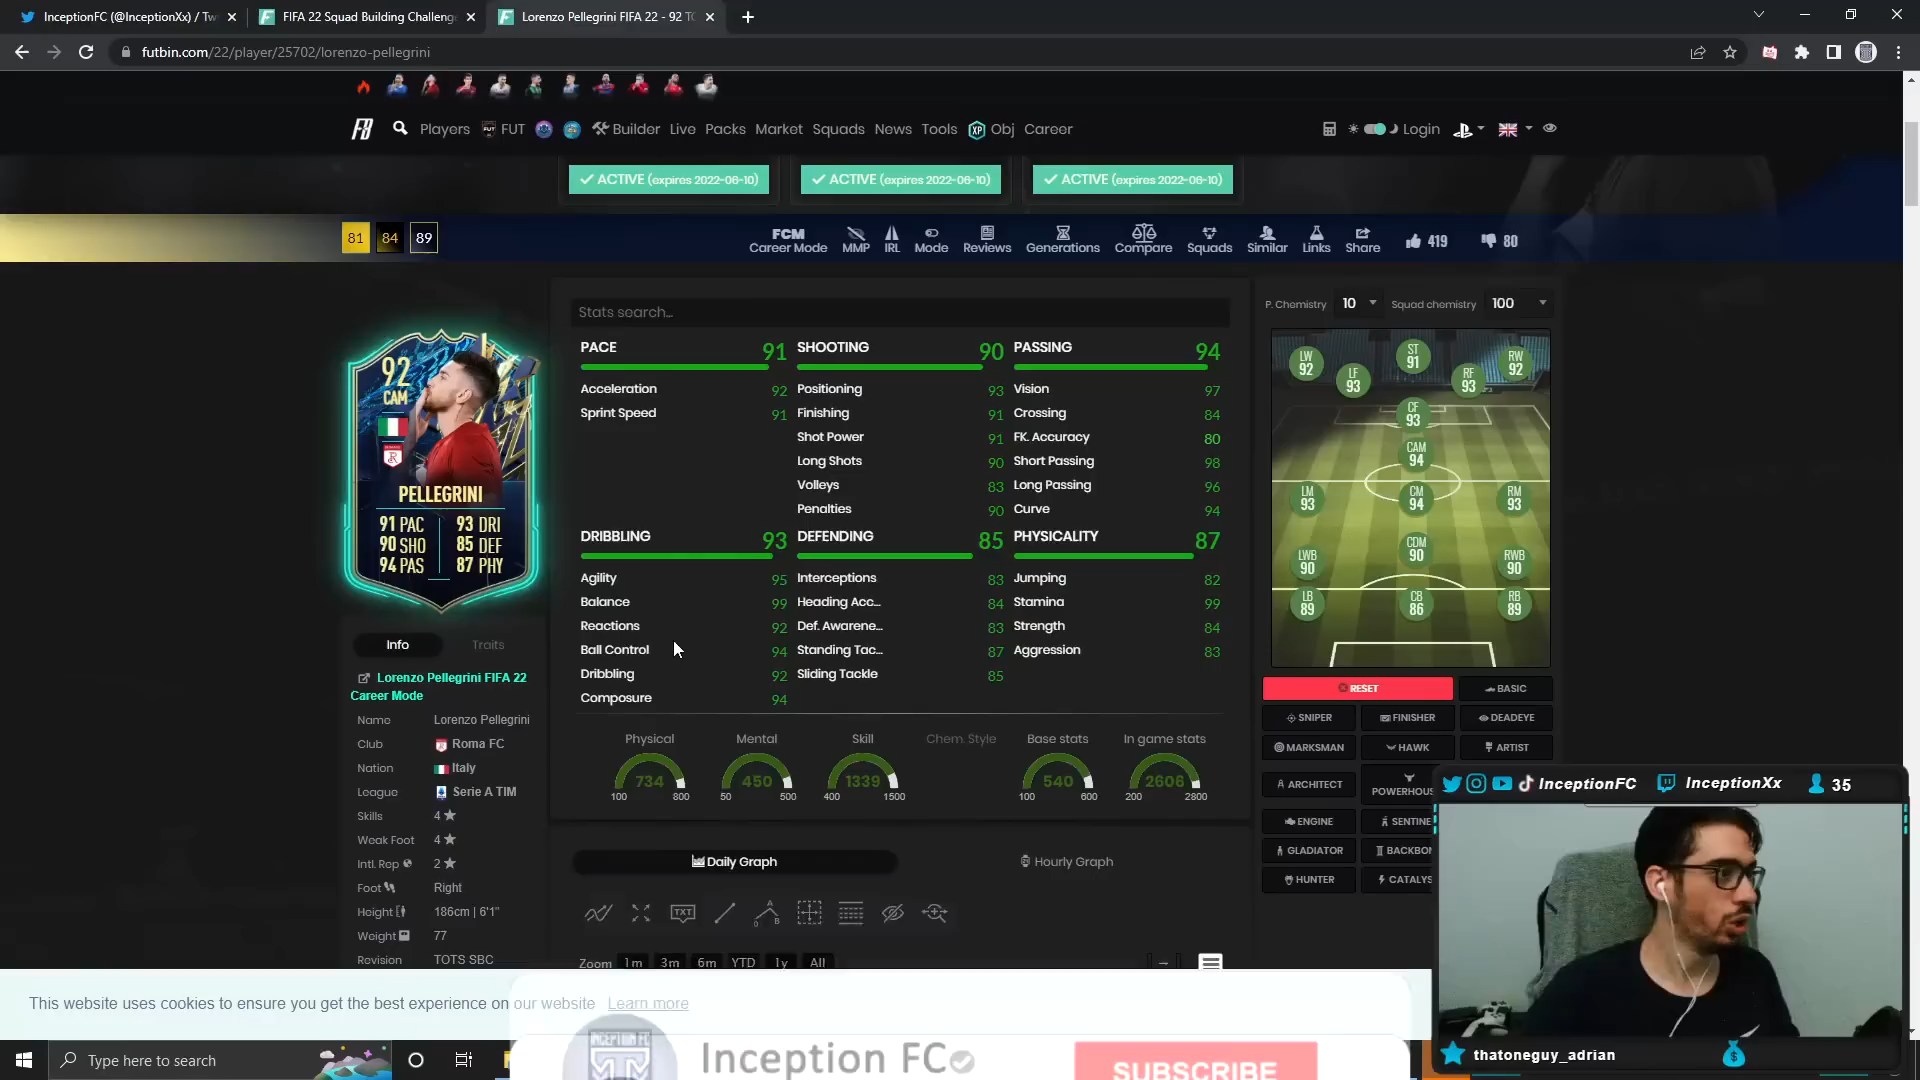 InceptionFC (@InceptionXx) / Tw
FIFA 22 Squad Building Challenge
Lorenzo Pellegrini FIFA 22 - 92 TO
futbin.com/22/player/25702/lorenzo-pellegrini
FB Players FUT Builder Live Packs Market Squads News Tools XP Obj Career Login
ACTIVE (expires 2022-06-10) ACTIVE (expires 2022-06-10) ACTIVE (expires 2022-06-10)
81 84 89
FCM Career Mode MMP IRL Mode Reviews Generations Compare Squads Similar Links Share 419 80
Stats search...
P. Chemistry 10 Squad chemistry 100
92
CAM
PELLEGRINI
91 PAC 93 DRI
90 SHO 85 DEF
94 PAS 87 PHY
PACE 91
Acceleration 92
Sprint Speed 91
SHOOTING 90
Positioning 93
Finishing 91
Shot Power 91
Long Shots 90
Volleys 83
Penalties 90
PASSING 94
Vision 97
Crossing 84
FK. Accuracy 80
Short Passing 98
Long Passing 96
Curve 94
DRIBBLING 93
Agility 95
Balance 99
Reactions 92
Ball Control 94
Dribbling 92
Composure 94
DEFENDING 85
Interceptions 83
Heading Acc... 84
Def. Awarene... 83
Standing Tac... 87
Sliding Tackle 85
PHYSICALITY 87
Jumping 82
Stamina 99
Strength 84
Aggression 83
LW 92
LF 93
ST 91
RF 93
RW 92
CF 93
CAM 94
LM 93
CM 94
RM 93
LWB 90
CDM 90
RWB 90
LB 89
CB 86
RB 89
RESET BASIC
SNIPER FINISHER DEADEYE
MARKSMAN HAWK ARTIST
ARCHITECT POWERHOUS
ENGINE SENTINE
GLADIATOR BACKBON
HUNTER CATALYS
Info Traits
Lorenzo Pellegrini FIFA 22
Career Mode
Name Lorenzo Pellegrini
Club Roma FC
Nation Italy
League Serie A TIM
Skills 4
Weak Foot 4
Intl. Rep 2
Foot Right
Height 186cm | 6'1"
Weight 77
Revision TOTS SBC
Physical Mental Skill Chem. Style Base stats In game stats
734 450 1339 540 2606
100 800 50 500 400 1500 100 600 200 2800
Daily Graph Hourly Graph
TXT
Zoom 1m 3m 6m YTD 1y All
InceptionFC InceptionXx 35
thatoneguy_adrian
This website uses cookies to ensure you get the best experience on our website Learn more
INCEPTION FC
Inception FC
SUBSCRIBE
Type here to search